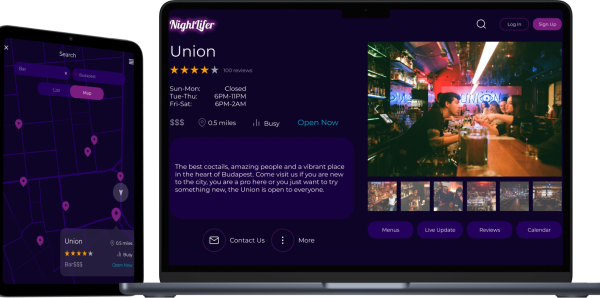 Search
Bar
Budapest
List
Map
Union
0.5 miles
Busy
Bar$$$
Open Now
NightLifer
Log In
Sign Up
Union
100 reviews
Sun-Mon: Closed
Tue-Thu: 6PM-11PM
Fri-Sat: 6PM-2AM
$$$
0.5 miles
Busy
Open Now
The best coctails, amazing people and a vibrant place
in the heart of Budapest. Come visit us if you are new
to the city, you are a pro here or you just want to try
something new, the Union is open to everyone.
Contact Us
More
UNION
Menus
Live Update
Reviews
Calendar